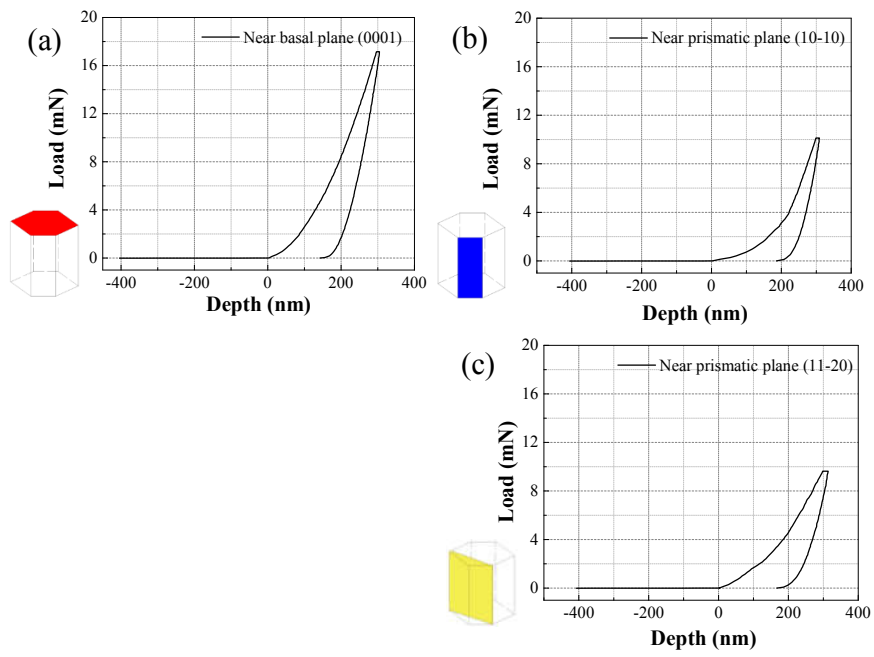 (a)
Near basal plane (0001)
Load (mN)
20
16
12
8
4
0
-400
-200
0
200
400
Depth (nm)
(b)
Near prismatic plane (10-10)
Load (mN)
20
16
12
8
4
0
-400
-200
0
200
400
Depth (nm)
(c)
Near prismatic plane (11-20)
Load (mN)
20
16
12
8
4
0
-400
-200
0
200
400
Depth (nm)